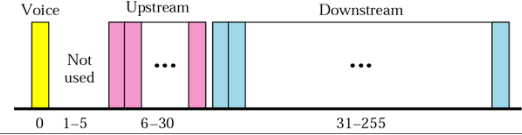 Voice Upstream Downstream
Not
used
... ...
0 1–5 6–30 31–255